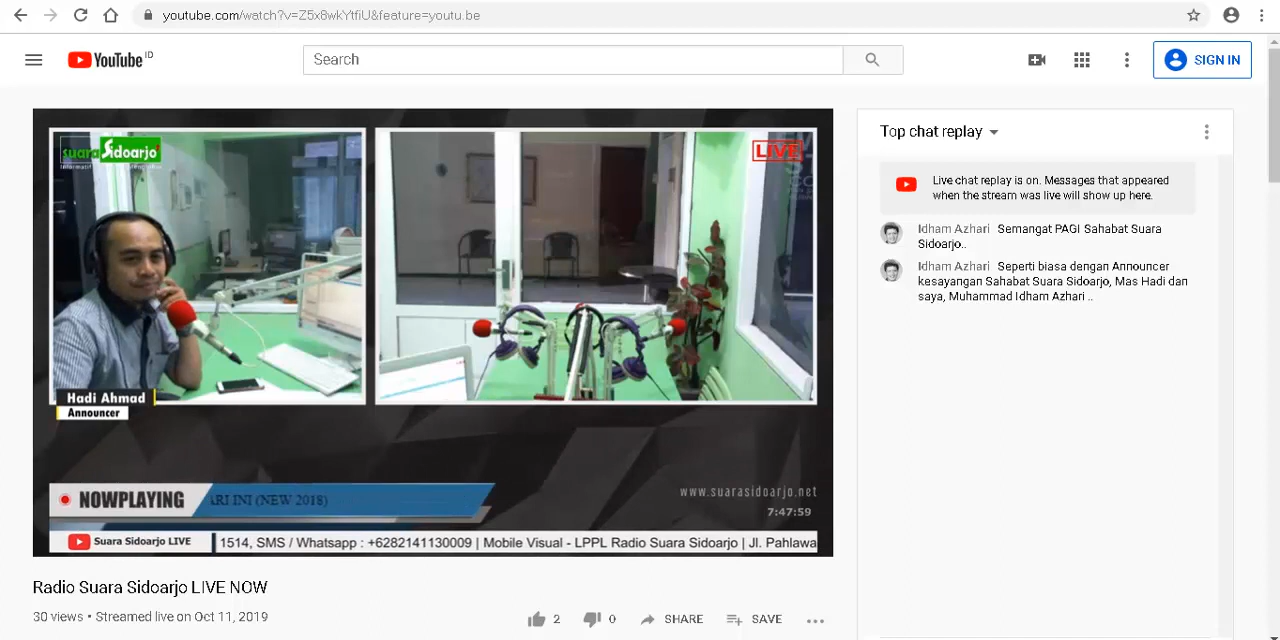 youtube.com/watch?v=Z5x8wkYtfiU&feature=youtu.be
YouTube ID
Search
SIGN IN
suara Sidoarjo
LIVE
Hadi Ahmad
Announcer
NOWPLAYING
ARI INI (NEW 2018)
www.suarasidoarjo.net
7:47:59
Suara Sidoarjo LIVE
1514, SMS / Whatsapp : +6282141130009 | Mobile Visual - LPPL Radio Suara Sidoarjo | Jl. Pahlawa
Radio Suara Sidoarjo LIVE NOW
30 views • Streamed live on Oct 11, 2019
2
0
SHARE
SAVE
Top chat replay
Live chat replay is on. Messages that appeared
when the stream was live will show up here.
Idham Azhari Semangat PAGI Sahabat Suara
Sidoarjo..
Idham Azhari Seperti biasa dengan Announcer
kesayangan Sahabat Suara Sidoarjo, Mas Hadi dan
saya, Muhammad Idham Azhari ..